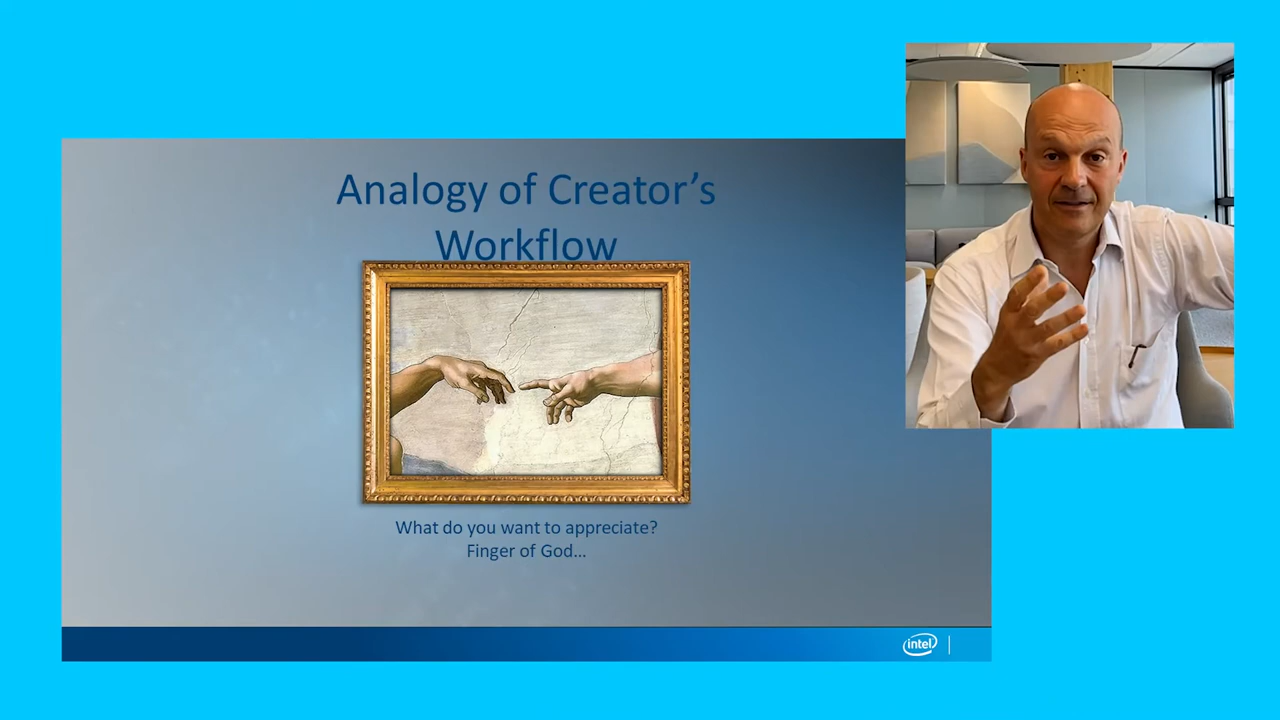 Analogy of Creator’s
Workflow
What do you want to appreciate?
Finger of God...
intel